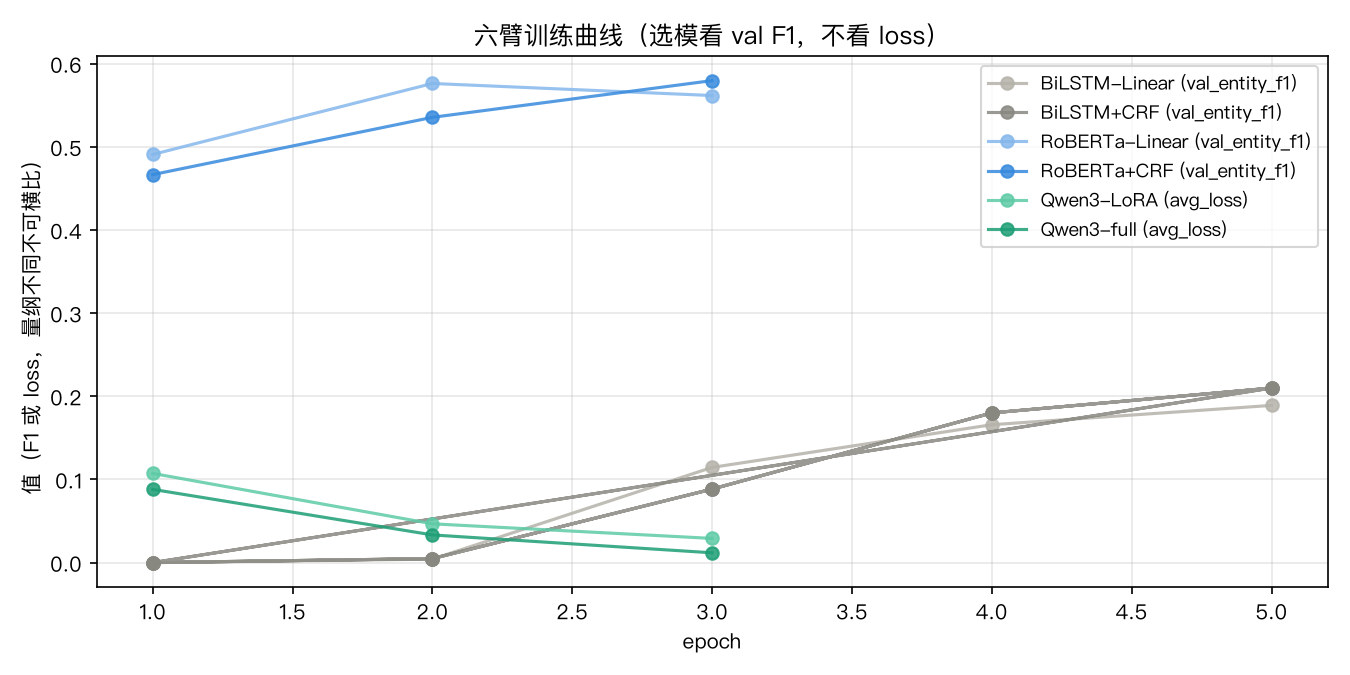 六臂训练曲线（选模看 val F1，不看 loss）
值（F1 或 loss，量纲不同不可横比）
0.6
0.5
0.4
0.3
0.2
0.1
0.0
BiLSTM-Linear (val_entity_f1)
BiLSTM+CRF (val_entity_f1)
RoBERTa-Linear (val_entity_f1)
RoBERTa+CRF (val_entity_f1)
Qwen3-LoRA (avg_loss)
Qwen3-full (avg_loss)
1.0 1.5 2.0 2.5 3.0 3.5 4.0 4.5 5.0
epoch